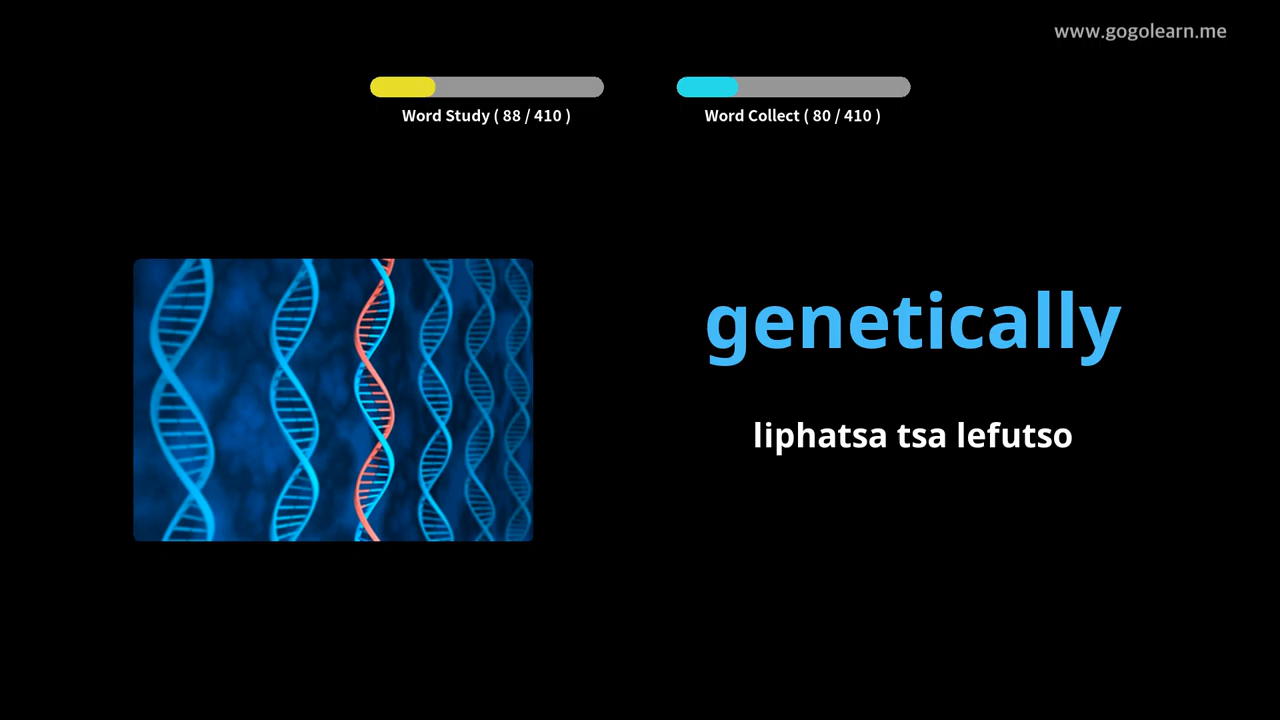 www.gogolearn.me
Word Study ( 88 / 410 )
Word Collect ( 80 / 410 )
genetically
liphatsa tsa lefutso